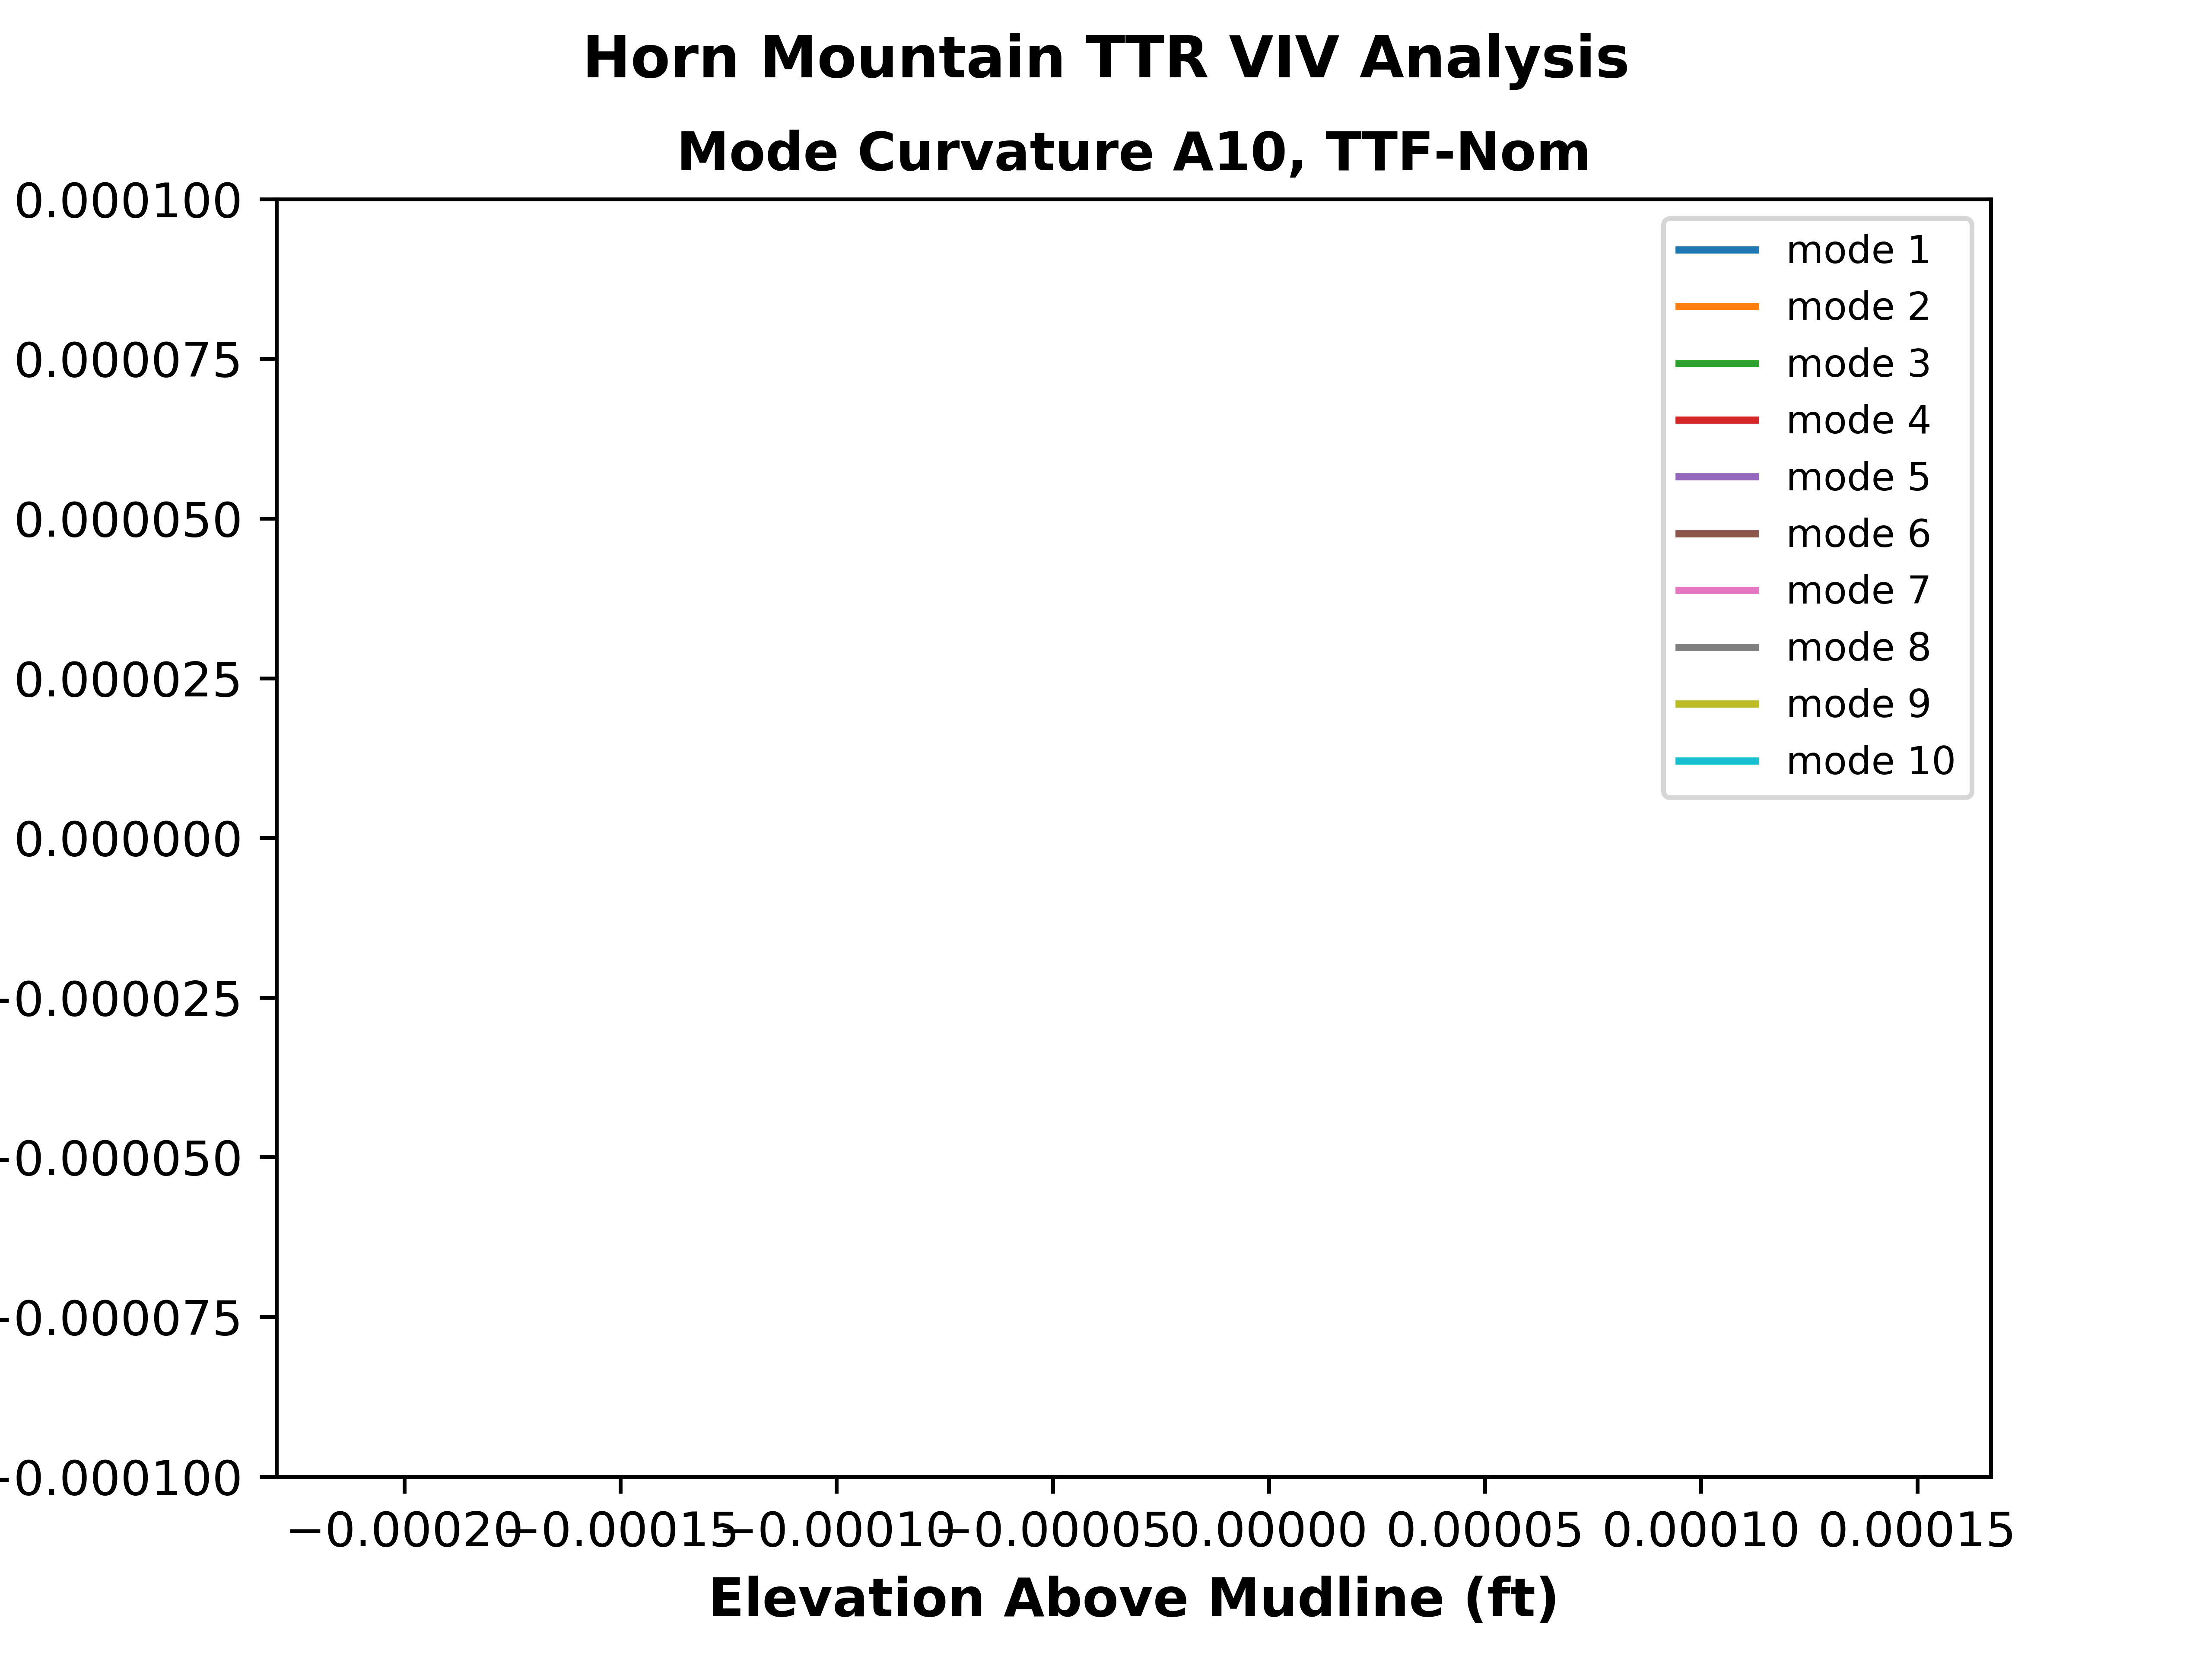 Horn Mountain TTR VIV Analysis
Mode Curvature A10, TTF-Nom
0.000100
0.000075
0.000050
0.000025
0.000000
−0.000025
−0.000050
−0.000075
−0.000100
mode 1
mode 2
mode 3
mode 4
mode 5
mode 6
mode 7
mode 8
mode 9
mode 10
−0.00020 −0.00015 −0.00010 −0.00005 0.00000 0.00005 0.00010 0.00015
Elevation Above Mudline (ft)